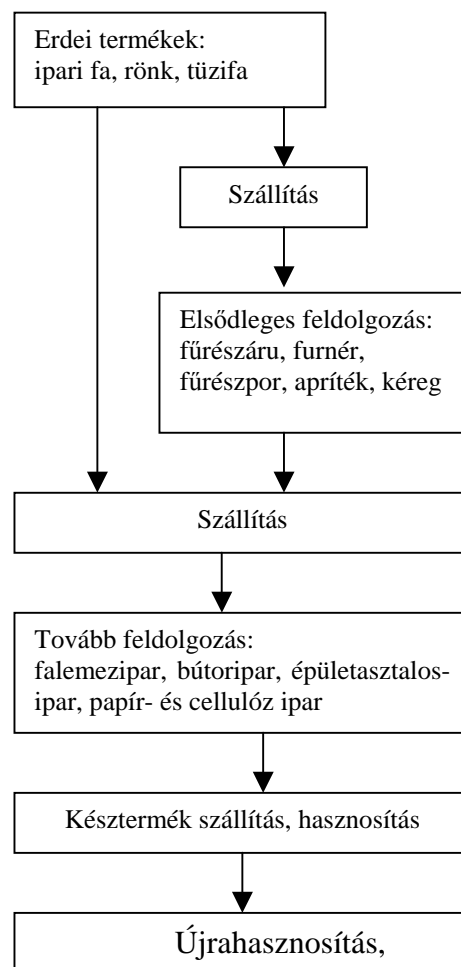 Erdei termékek:
ipari fa, rönk, tüzifa
Szállítás
Elsődleges feldolgozás:
fűrészáru, furnér,
fűrészpor, apríték, kéreg
Szállítás
Tovább feldolgozás:
falemezipar, bútoripar, épületasztalos-
ipar, papír- és cellulóz ipar
Késztermék szállítás, hasznosítás
Újrahasznosítás,